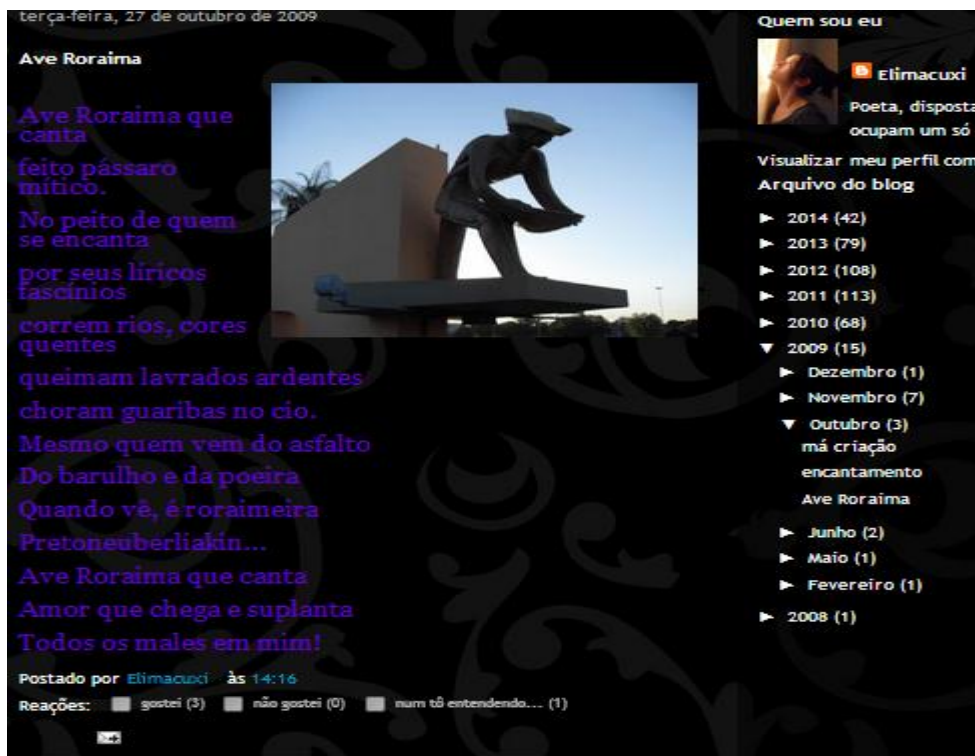 terça-feira, 27 de outubro de 2009
Ave Roraima
Ave Roraima que
canta
feito pássaro
mítico.
No peito de quem
se encanta
por seus líricos
fascínios
correm rios, cores
quentes
queimam lavrados ardentes
choram guaribas no cio.
Mesmo quem vem do asfalto
Do barulho e da poeira
Quando vê, é roraimeira
Pretoneuberliakin...
Ave Roraima que canta
Amor que chega e suplanta
Todos os males em mim!
Postado por Elimacuxi às 14:16
Reações: gostei (3) não gostei (0) num tô entendendo... (1)
Quem sou eu
Elimacuxi
Poeta, disposta
ocupam um só
Visualizar meu perfil com
Arquivo do blog
► 2014 (42)
► 2013 (79)
► 2012 (108)
► 2011 (113)
► 2010 (68)
▼ 2009 (15)
► Dezembro (1)
► Novembro (7)
▼ Outubro (3)
má criação
encantamento
Ave Roraima
► Junho (2)
► Maio (1)
► Fevereiro (1)
► 2008 (1)